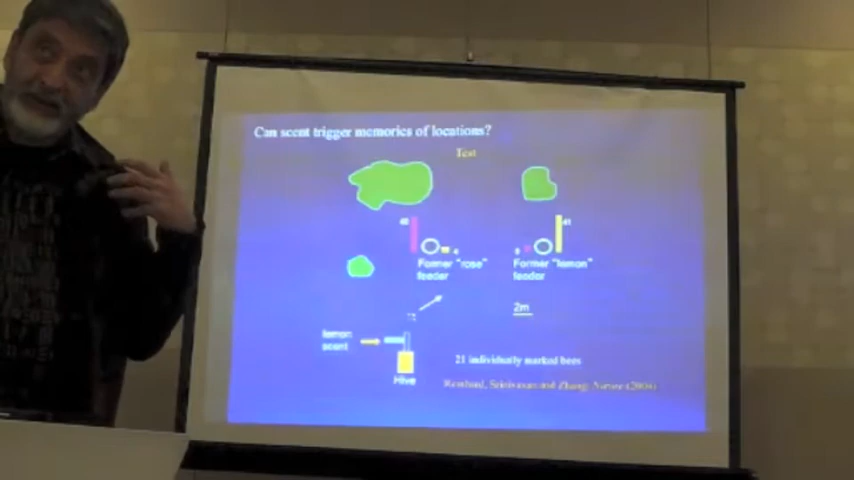 Can scent trigger memories of locations?
Test
41
Former "rose"
feeder
Former "lemon"
feeder
2m
lemon
scent
Hive
21 individually marked bees
Srinivasan and Zhang, Nature (2004)